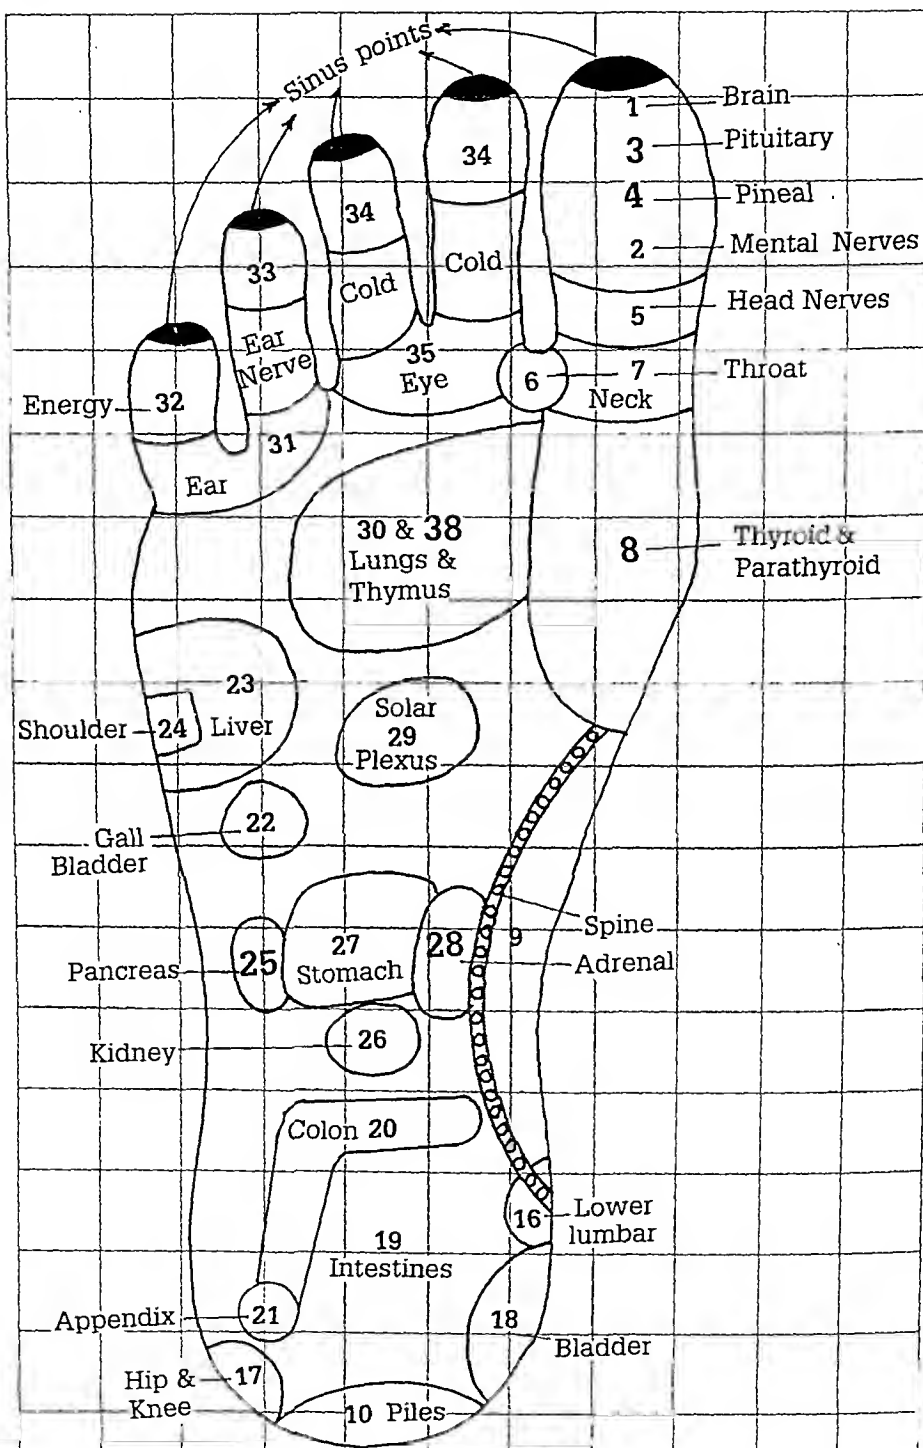 Sinus points
1 Brain
34
3 Pituitary
34
4 Pineal
33
Cold
Cold
2 Mental Nerves
5 Head Nerves
Ear
Nerve
35
Eye
6
7 Throat
Neck
Energy 32
31
Ear
30 & 38
Lungs &
Thymus
8 Thyroid &
Parathyroid
23
Liver
Shoulder 24
Solar
29
Plexus
22
Gall
Bladder
Spine
9
27
Stomach
28
Adrenal
Pancreas 25
Kidney 26
Colon 20
16 Lower
lumbar
19
Intestines
Appendix 21
18
Bladder
Hip &
Knee
17
10 Piles